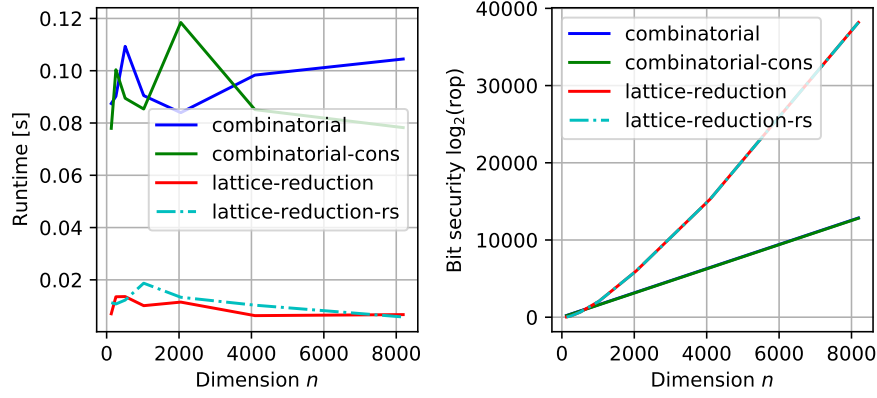 0.12
0.10
0.08
0.06
0.04
0.02
Runtime [s]
combinatorial
combinatorial-cons
lattice-reduction
lattice-reduction-rs
0 2000 4000 6000 8000
Dimension n
40000
30000
20000
10000
0
Bit security log₂(rop)
combinatorial
combinatorial-cons
lattice-reduction
lattice-reduction-rs
0 2000 4000 6000 8000
Dimension n